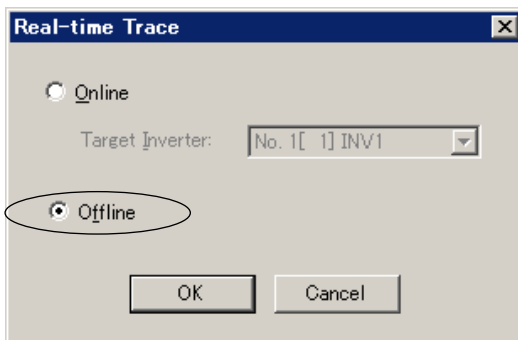 Real-time Trace
Online
Target Inverter: No. 1[ 1] INV1
Offline
OK Cancel